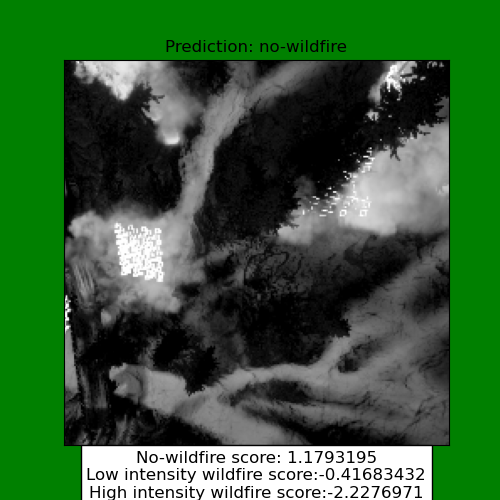 Prediction: no-wildfire
No-wildfire score: 1.1793195
Low intensity wildfire score:-0.41683432
High intensity wildfire score:-2.2276971